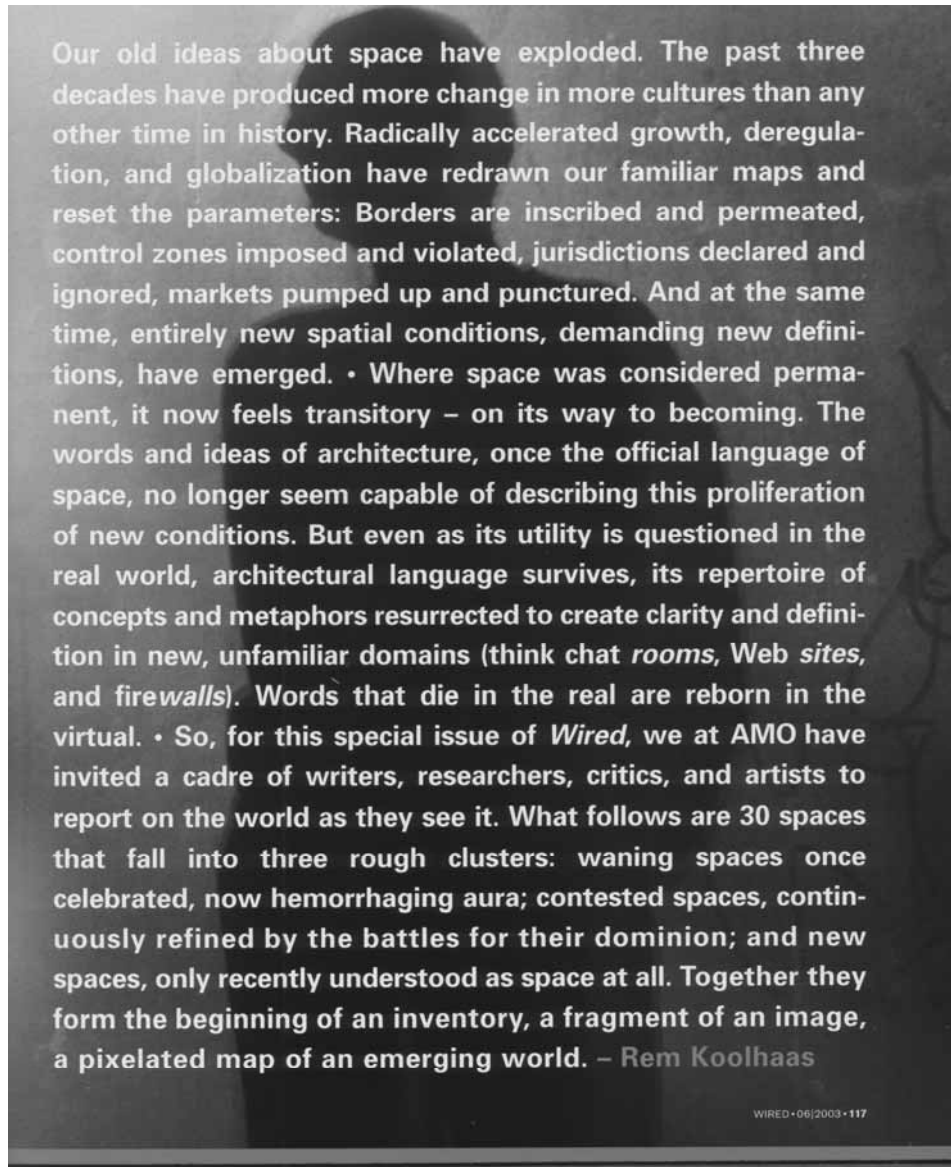 Our old ideas about space have exploded. The past three
decades have produced more change in more cultures than any
other time in history. Radically accelerated growth, deregula-
tion, and globalization have redrawn our familiar maps and
reset the parameters: Borders are inscribed and permeated,
control zones imposed and violated, jurisdictions declared and
ignored, markets pumped up and punctured. And at the same
time, entirely new spatial conditions, demanding new defini-
tions, have emerged. • Where space was considered perma-
nent, it now feels transitory – on its way to becoming. The
words and ideas of architecture, once the official language of
space, no longer seem capable of describing this proliferation
of new conditions. But even as its utility is questioned in the
real world, architectural language survives, its repertoire of
concepts and metaphors resurrected to create clarity and defini-
tion in new, unfamiliar domains (think chat rooms, Web sites,
and firewalls). Words that die in the real are reborn in the
virtual. • So, for this special issue of Wired, we at AMO have
invited a cadre of writers, researchers, critics, and artists to
report on the world as they see it. What follows are 30 spaces
that fall into three rough clusters: waning spaces once
celebrated, now hemorrhaging aura; contested spaces, contin-
uously refined by the battles for their dominion; and new
spaces, only recently understood as space at all. Together they
form the beginning of an inventory, a fragment of an image,
a pixelated map of an emerging world. – Rem Koolhaas
WIRED • 06|2003 • 117